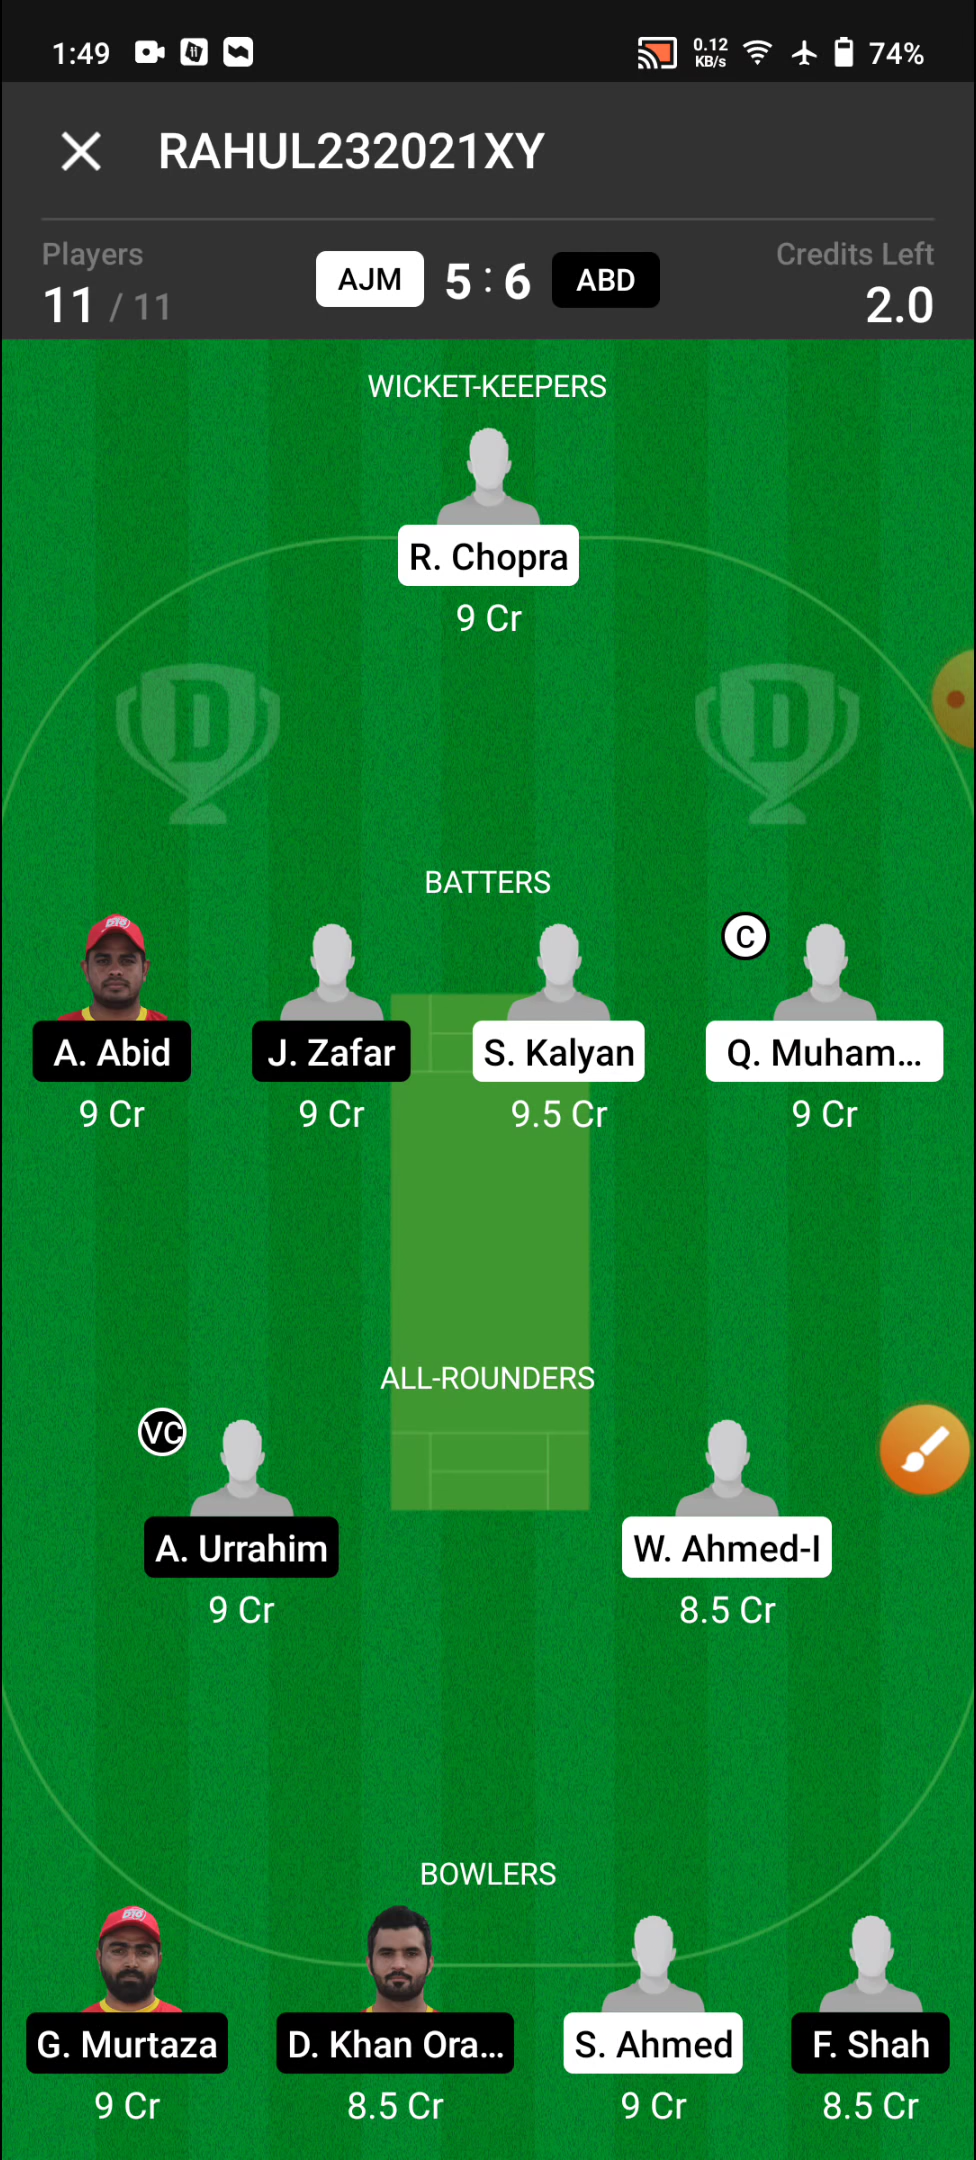 1:49
0.12
KB/s
74%
RAHUL232021XY
Players
Credits Left
11 / 11
AJM 5 : 6 ABD
2.0
WICKET-KEEPERS
R. Chopra
9 Cr
D D
BATTERS
C
A. Abid J. Zafar S. Kalyan Q. Muham...
9 Cr 9 Cr 9.5 Cr 9 Cr
ALL-ROUNDERS
VC
A. Urrahim W. Ahmed-I
9 Cr 8.5 Cr
BOWLERS
G. Murtaza D. Khan Ora... S. Ahmed F. Shah
9 Cr 8.5 Cr 9 Cr 8.5 Cr